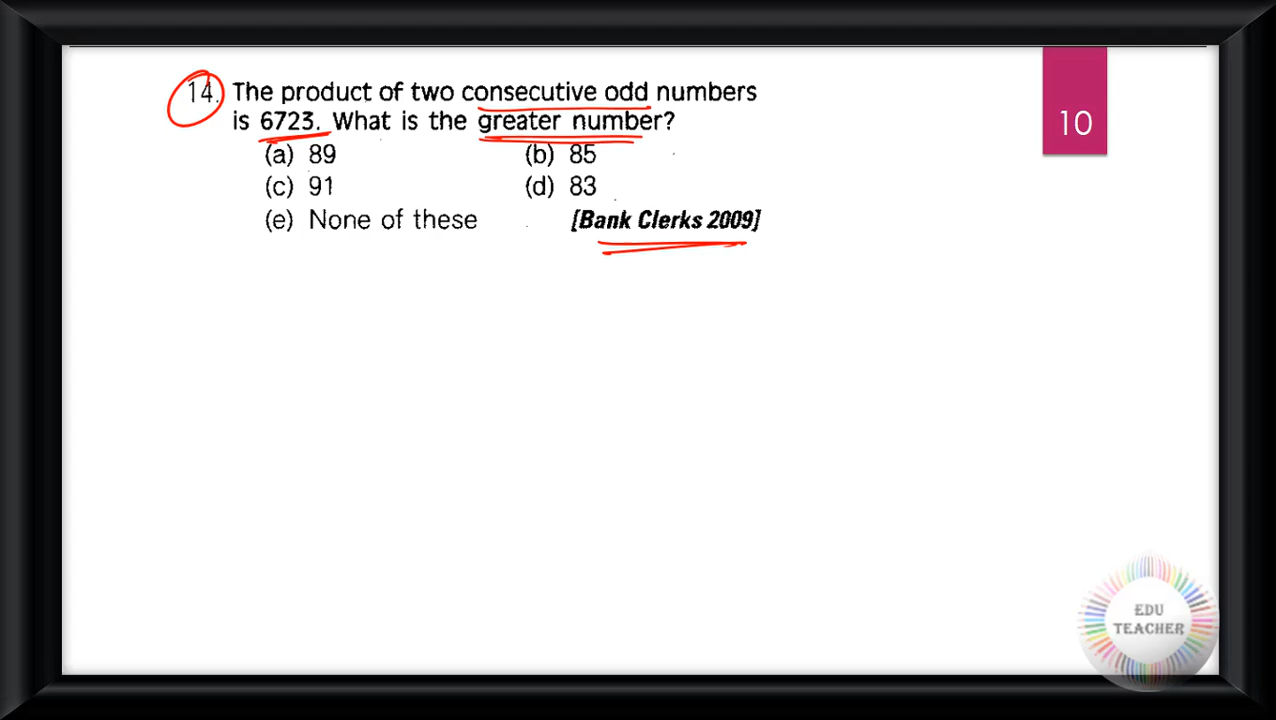 14. The product of two consecutive odd numbers
is 6723. What is the greater number?
(a) 89 (b) 85
(c) 91 (d) 83
(e) None of these [Bank Clerks 2009]
10
EDU
TEACHER